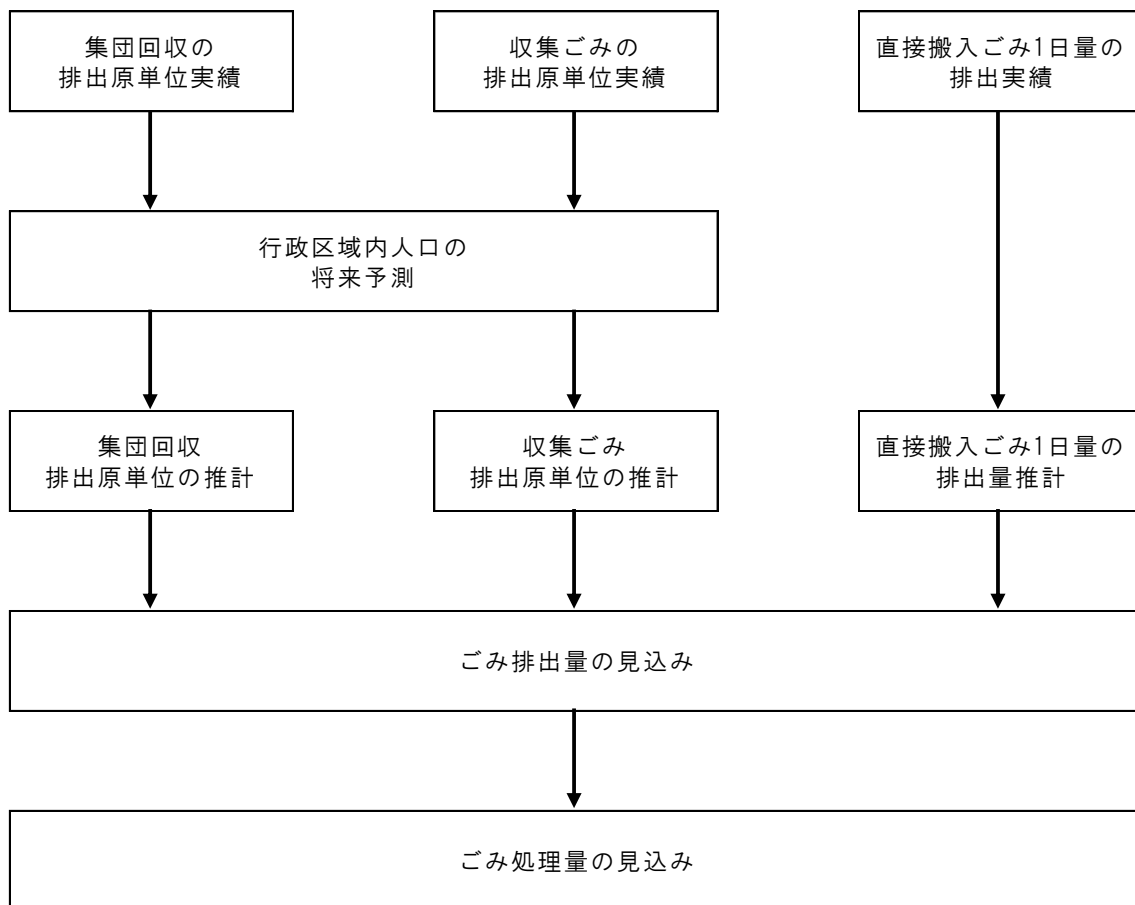 集団回収の
排出原単位実績
収集ごみの
排出原単位実績
直接搬入ごみ1日量の
排出実績
行政区域内人口の
将来予測
集団回収
排出原単位の推計
収集ごみ
排出原単位の推計
直接搬入ごみ1日量の
排出量推計
ごみ排出量の見込み
ごみ処理量の見込み